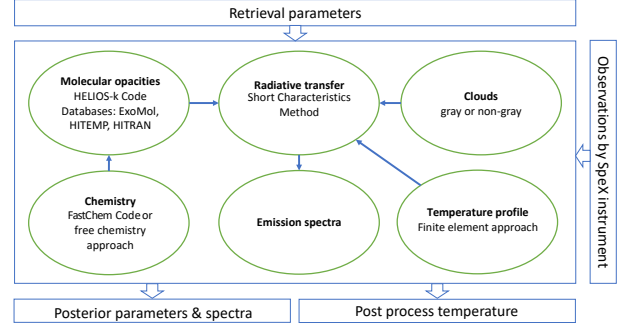 Retrieval parameters
Molecular opacities
HELIOS-k Code
Databases: ExoMol,
HITEMP, HITRAN
Radiative transfer
Short Characteristics
Method
Clouds
gray or non-gray
Chemistry
FastChem Code or
free chemistry
approach
Emission spectra
Temperature profile
Finite element approach
Observations by SpeX instrument
Posterior parameters & spectra
Post process temperature